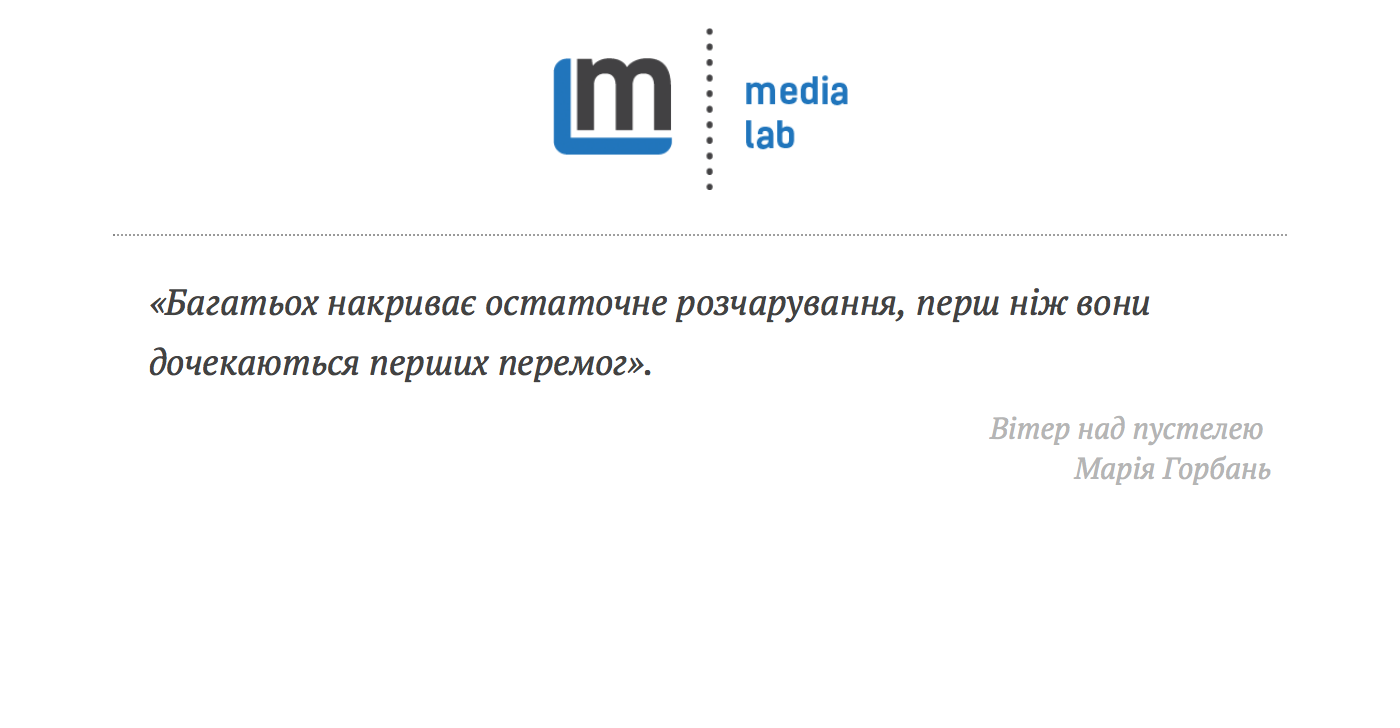 m
media
lab
«Багатьох накриває остаточне розчарування, перш ніж вони
дочекаються перших перемог».
Вітер над пустелею
Марія Горбань